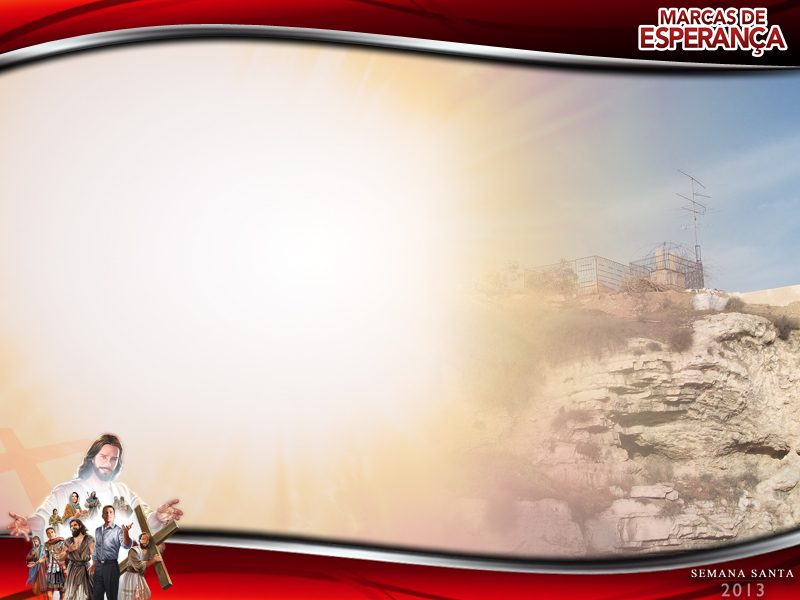 MARCAS DE
ESPERANÇA
SEMANA SANTA
2013